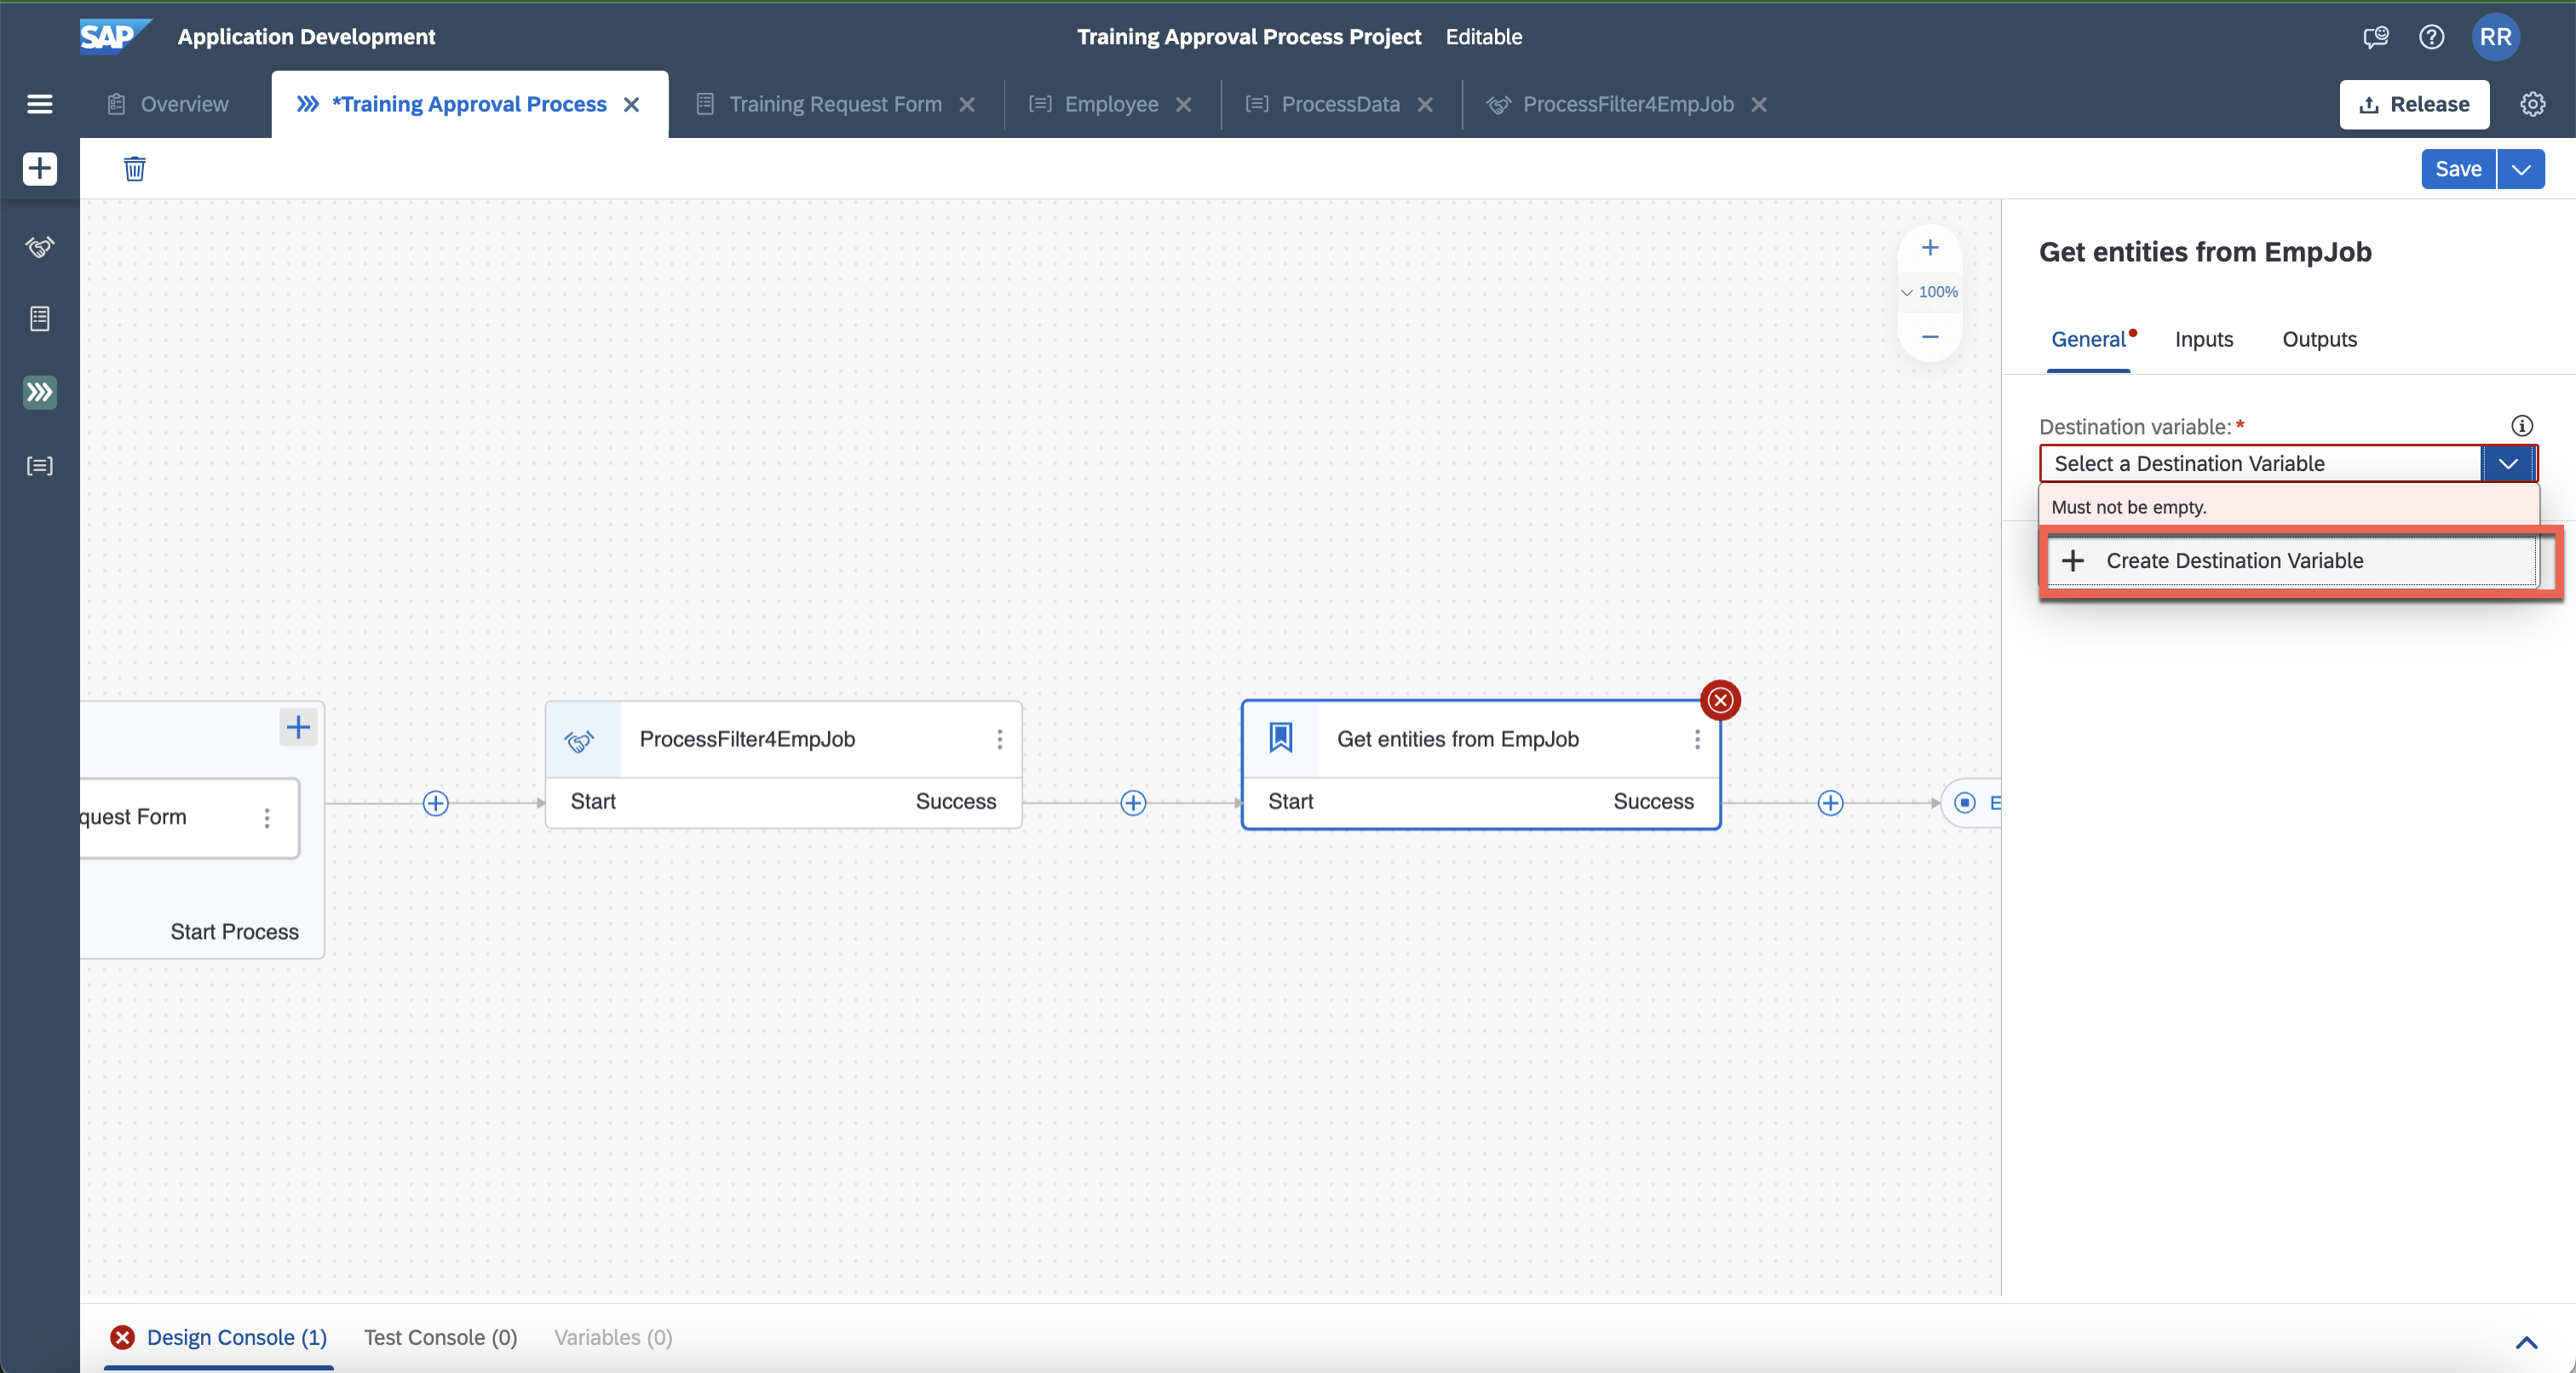 SAP Application Development
Training Approval Process Project Editable
RR
Overview
*Training Approval Process
Training Request Form
Employee
ProcessData
ProcessFilter4EmpJob
Release
Save
100%
Get entities from EmpJob
General Inputs Outputs
Destination variable:*
Select a Destination Variable
Must not be empty.
Create Destination Variable
quest Form
Start Process
ProcessFilter4EmpJob
Start Success
Get entities from EmpJob
Start Success
E
Design Console (1) Test Console (0) Variables (0)